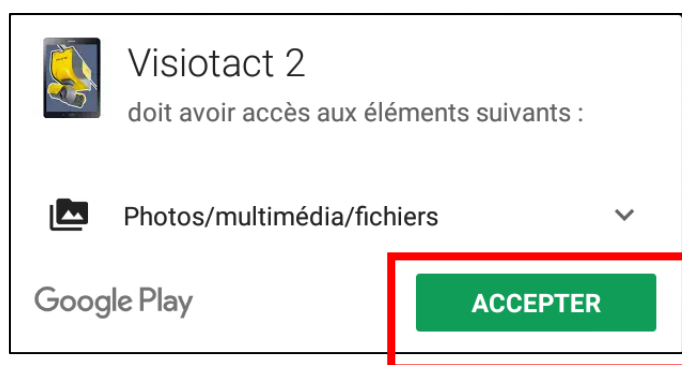 Visiotact 2
doit avoir accès aux éléments suivants :
Photos/multimédia/fichiers
Google Play
ACCEPTER